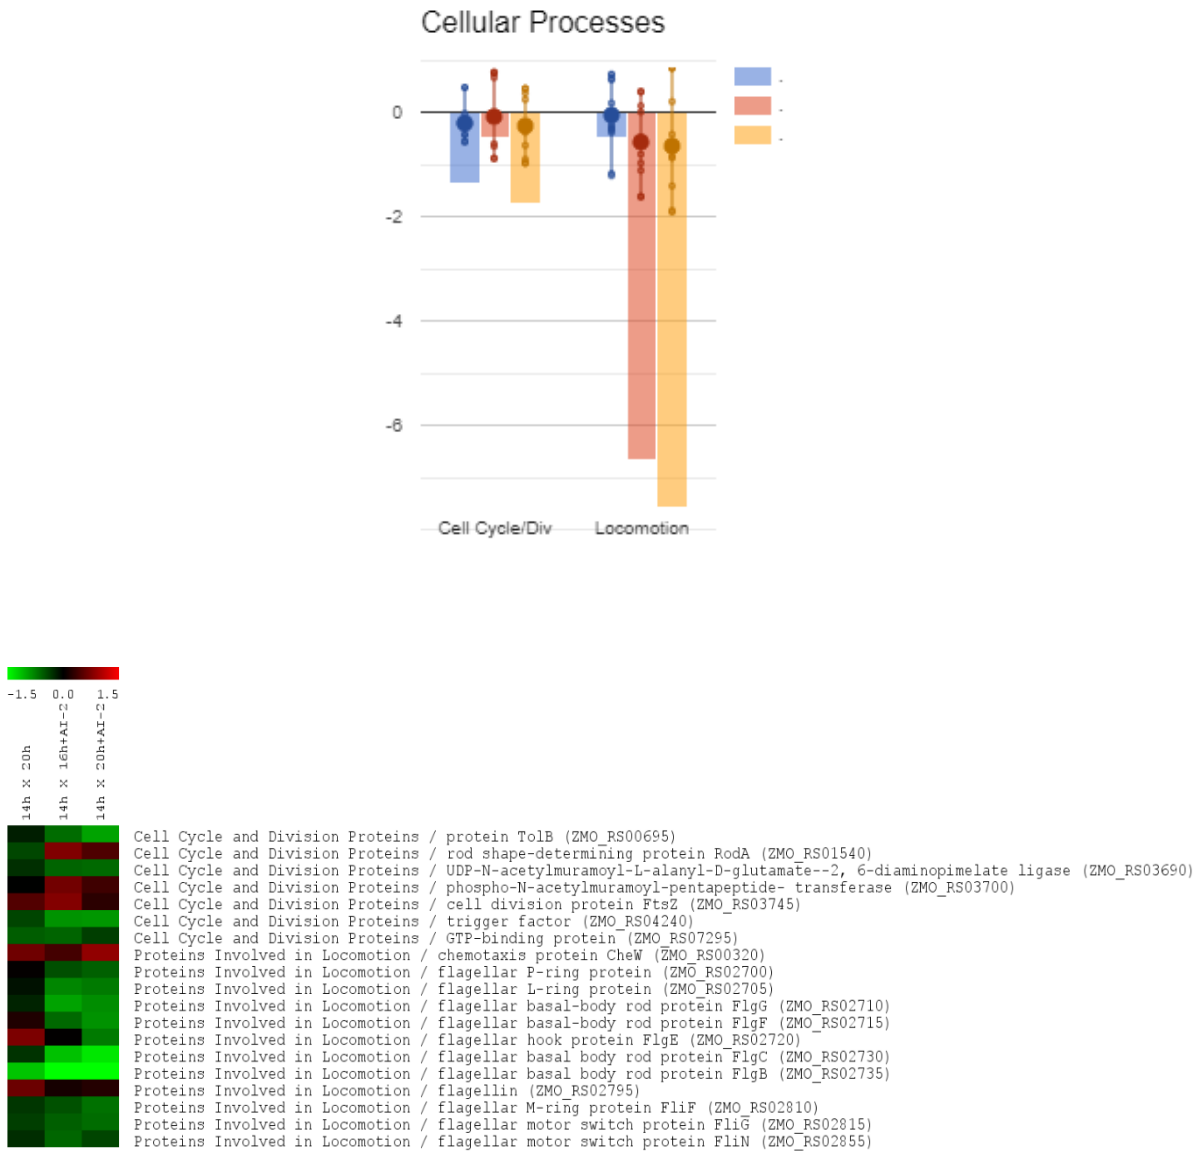 Cellular Processes
0
-2
-4
-6
Cell Cycle/Div Locomotion
-1.5 0.0 1.5
14h X 20h
14h X 16h+AI-2
14h X 20h+AI-2
Cell Cycle and Division Proteins / protein TolB (ZMO_RS00695)
Cell Cycle and Division Proteins / rod shape-determining protein RodA (ZMO_RS01540)
Cell Cycle and Division Proteins / UDP-N-acetylmuramoyl-L-alanyl-D-glutamate--2, 6-diaminopimelate ligase (ZMO_RS03690)
Cell Cycle and Division Proteins / phospho-N-acetylmuramoyl-pentapeptide- transferase (ZMO_RS03700)
Cell Cycle and Division Proteins / cell division protein FtsZ (ZMO_RS03745)
Cell Cycle and Division Proteins / trigger factor (ZMO_RS04240)
Cell Cycle and Division Proteins / GTP-binding protein (ZMO_RS07295)
Proteins Involved in Locomotion / chemotaxis protein CheW (ZMO_RS00320)
Proteins Involved in Locomotion / flagellar P-ring protein (ZMO_RS02700)
Proteins Involved in Locomotion / flagellar L-ring protein (ZMO_RS02705)
Proteins Involved in Locomotion / flagellar basal-body rod protein FlgG (ZMO_RS02710)
Proteins Involved in Locomotion / flagellar basal-body rod protein FlgF (ZMO_RS02715)
Proteins Involved in Locomotion / flagellar hook protein FlgE (ZMO_RS02720)
Proteins Involved in Locomotion / flagellar basal body rod protein FlgC (ZMO_RS02730)
Proteins Involved in Locomotion / flagellar basal body rod protein FlgB (ZMO_RS02735)
Proteins Involved in Locomotion / flagellin (ZMO_RS02795)
Proteins Involved in Locomotion / flagellar M-ring protein FliF (ZMO_RS02810)
Proteins Involved in Locomotion / flagellar motor switch protein FliG (ZMO_RS02815)
Proteins Involved in Locomotion / flagellar motor switch protein FliN (ZMO_RS02855)